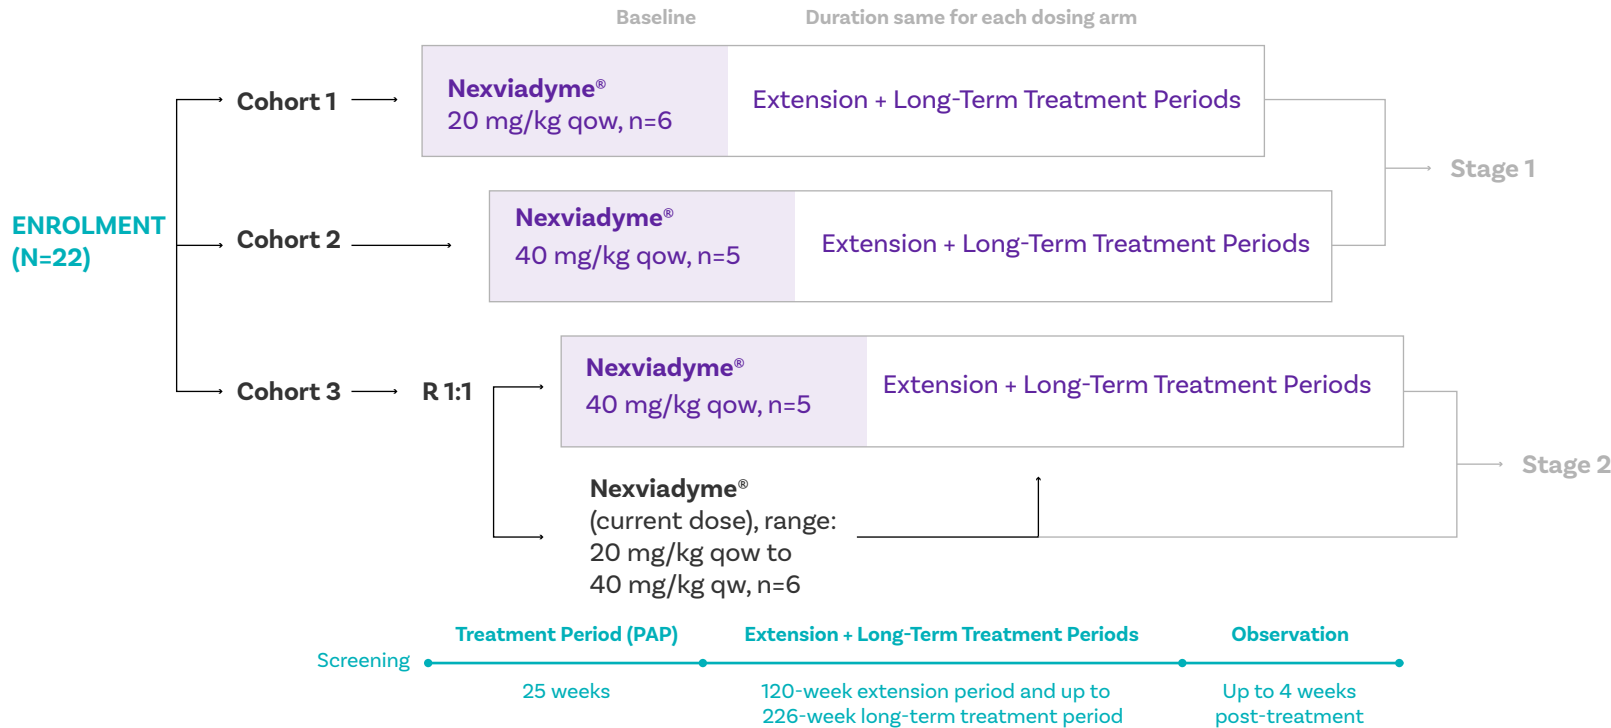 Baseline
Duration same for each dosing arm
Cohort 1
Nexviadyme®
20 mg/kg qow, n=6
Extension + Long-Term Treatment Periods
Stage 1
ENROLMENT
(N=22)
Cohort 2
Nexviadyme®
40 mg/kg qow, n=5
Extension + Long-Term Treatment Periods
Cohort 3
R 1:1
Nexviadyme®
40 mg/kg qow, n=5
Extension + Long-Term Treatment Periods
Stage 2
Nexviadyme®
(current dose), range:
20 mg/kg qow to
40 mg/kg qw, n=6
Screening
Treatment Period (PAP)
25 weeks
Extension + Long-Term Treatment Periods
120-week extension period and up to
226-week long-term treatment period
Observation
Up to 4 weeks
post-treatment